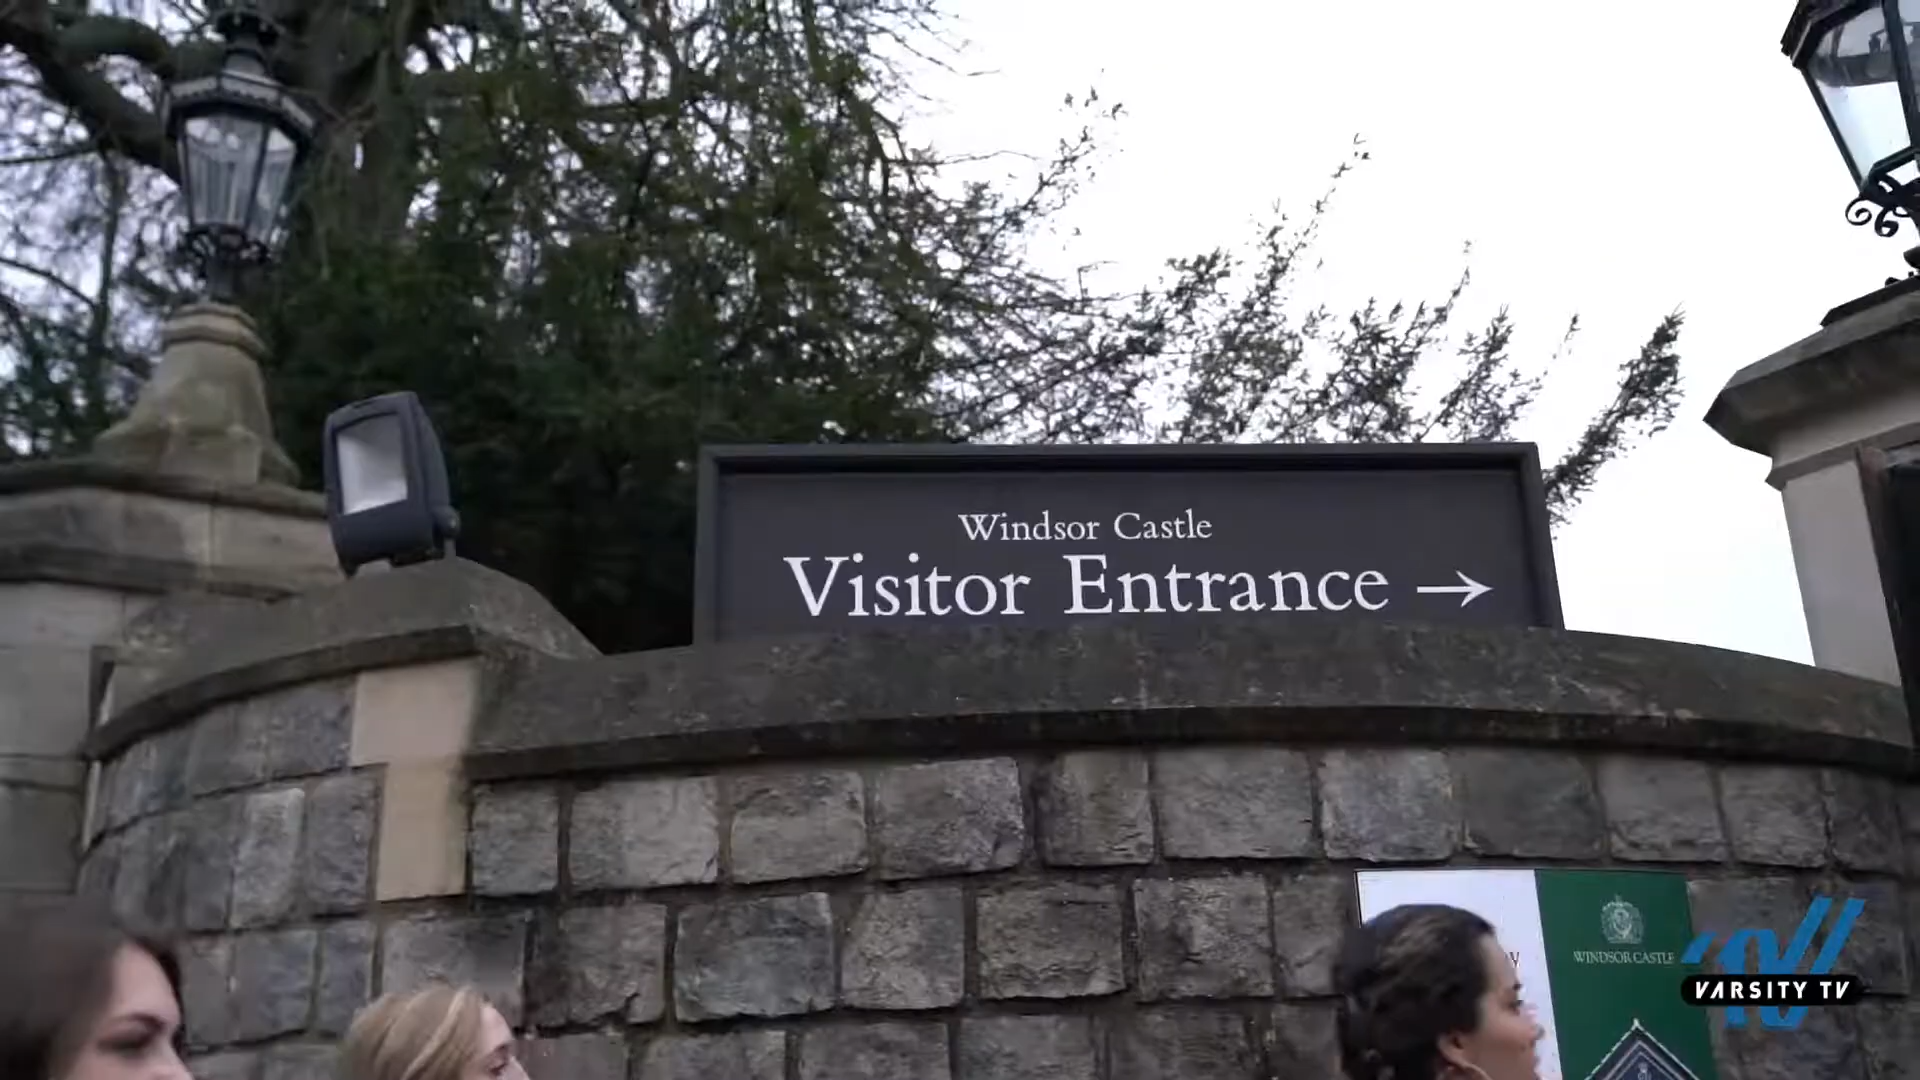 Windsor Castle
Visitor Entrance →
WINDSOR CASTLE
VARSITY TV